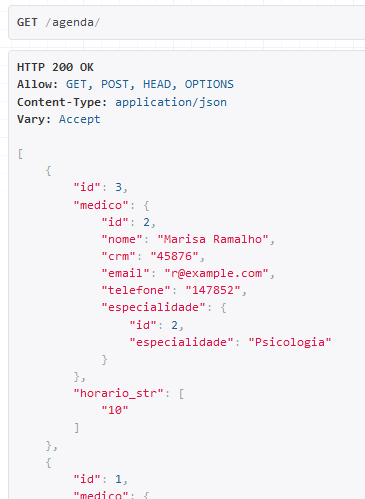 GET /agenda/
HTTP 200 OK
Allow: GET, POST, HEAD, OPTIONS
Content-Type: application/json
Vary: Accept
[
{
"id": 3,
"medico": {
"id": 2,
"nome": "Marisa Ramalho",
"crm": "45876",
"email": "r@example.com",
"telefone": "147852",
"especialidade": {
"id": 2,
"especialidade": "Psicologia"
}
},
"horario_str": [
"10"
]
},
{
"id": 1,
"medico": {